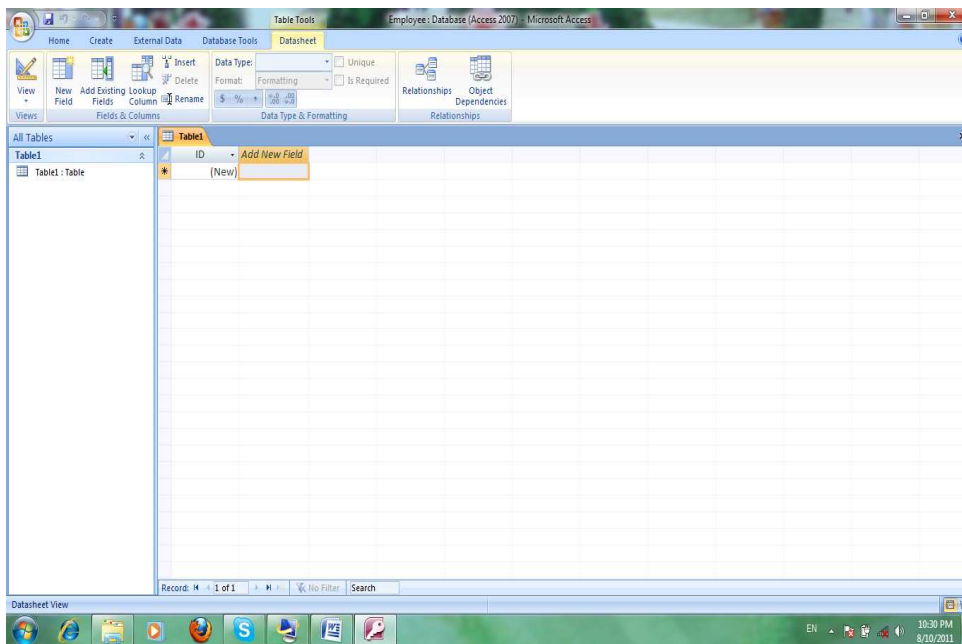 Table Tools
Employee : Database (Access 2007) - Microsoft Access
Home Create External Data Database Tools Datasheet
View
New Field
Add Existing Fields
Lookup Column
Insert
Delete
Rename
Data Type:
Format: Formatting
$ % ,
Unique
Is Required
Relationships
Object Dependencies
Views Fields & Columns Data Type & Formatting Relationships
All Tables
Table1
Table1 : Table
Table1
ID Add New Field
(New)
Record: 1 of 1 No Filter Search
Datasheet View
EN
10:30 PM
8/10/2011